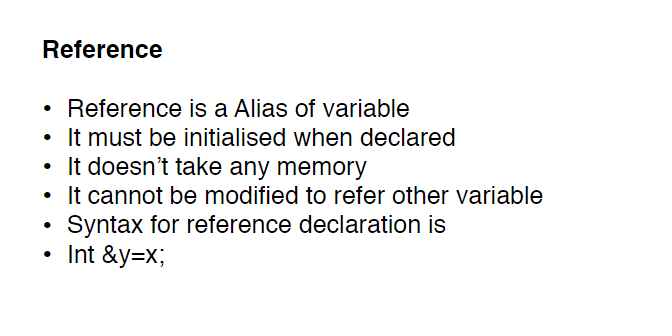 Reference
• Reference is a Alias of variable
• It must be initialised when declared
• It doesn’t take any memory
• It cannot be modified to refer other variable
• Syntax for reference declaration is
• Int &y=x;